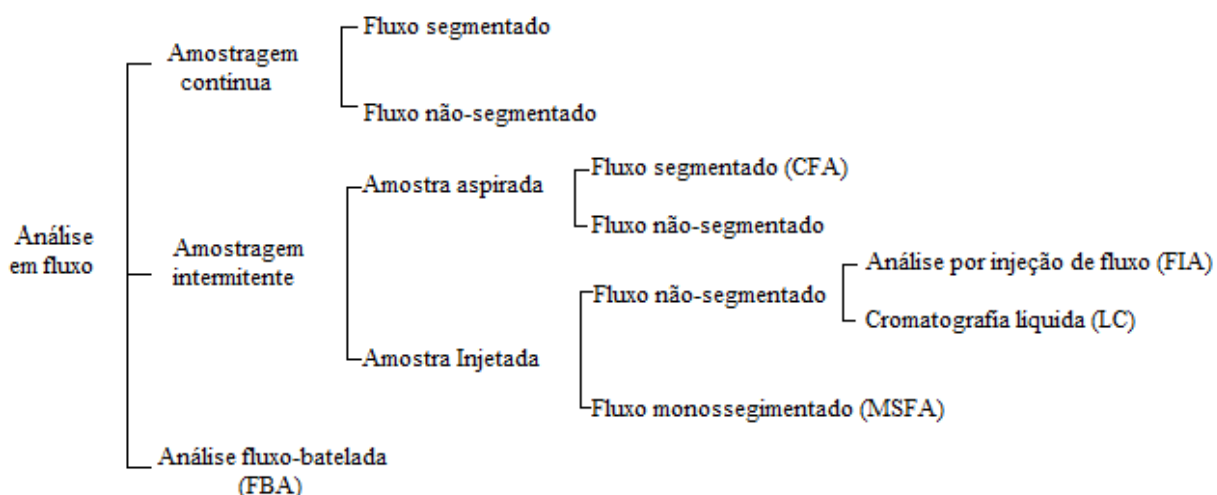 Análise
em fluxo
Amostragem
contínua
Fluxo segmentado
Fluxo não-segmentado
Amostragem
intermitente
Amostra aspirada
Fluxo segmentado (CFA)
Fluxo não-segmentado
Amostra Injetada
Fluxo não-segmentado
Análise por injeção de fluxo (FIA)
Cromatografia líquida (LC)
Fluxo monossegimentado (MSFA)
Análise fluxo-batelada
(FBA)